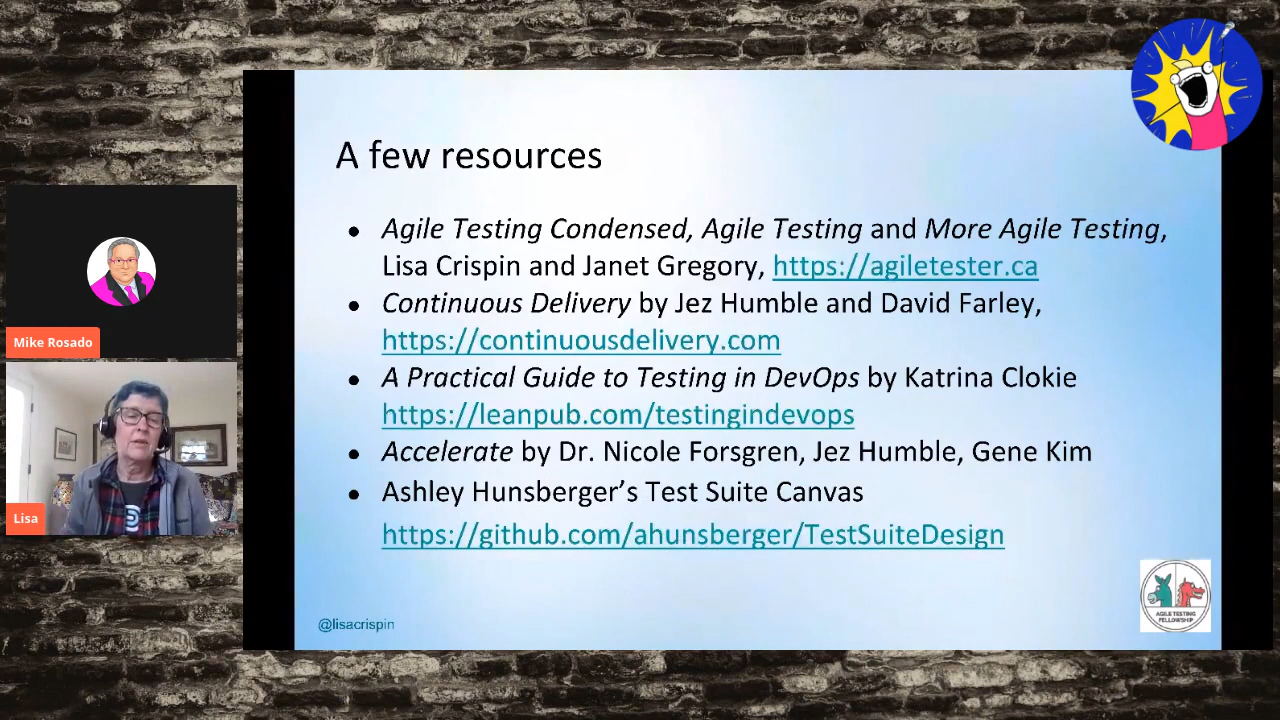 A few resources
Agile Testing Condensed, Agile Testing and More Agile Testing,
Lisa Crispin and Janet Gregory, https://agiletester.ca
Continuous Delivery by Jez Humble and David Farley,
https://continuousdelivery.com
A Practical Guide to Testing in DevOps by Katrina Clokie
https://leanpub.com/testingindevops
Accelerate by Dr. Nicole Forsgren, Jez Humble, Gene Kim
Ashley Hunsberger’s Test Suite Canvas
https://github.com/ahunsberger/TestSuiteDesign
@lisacrispin
AGILE TESTING
FELLOWSHIP
Mike Rosado
Lisa